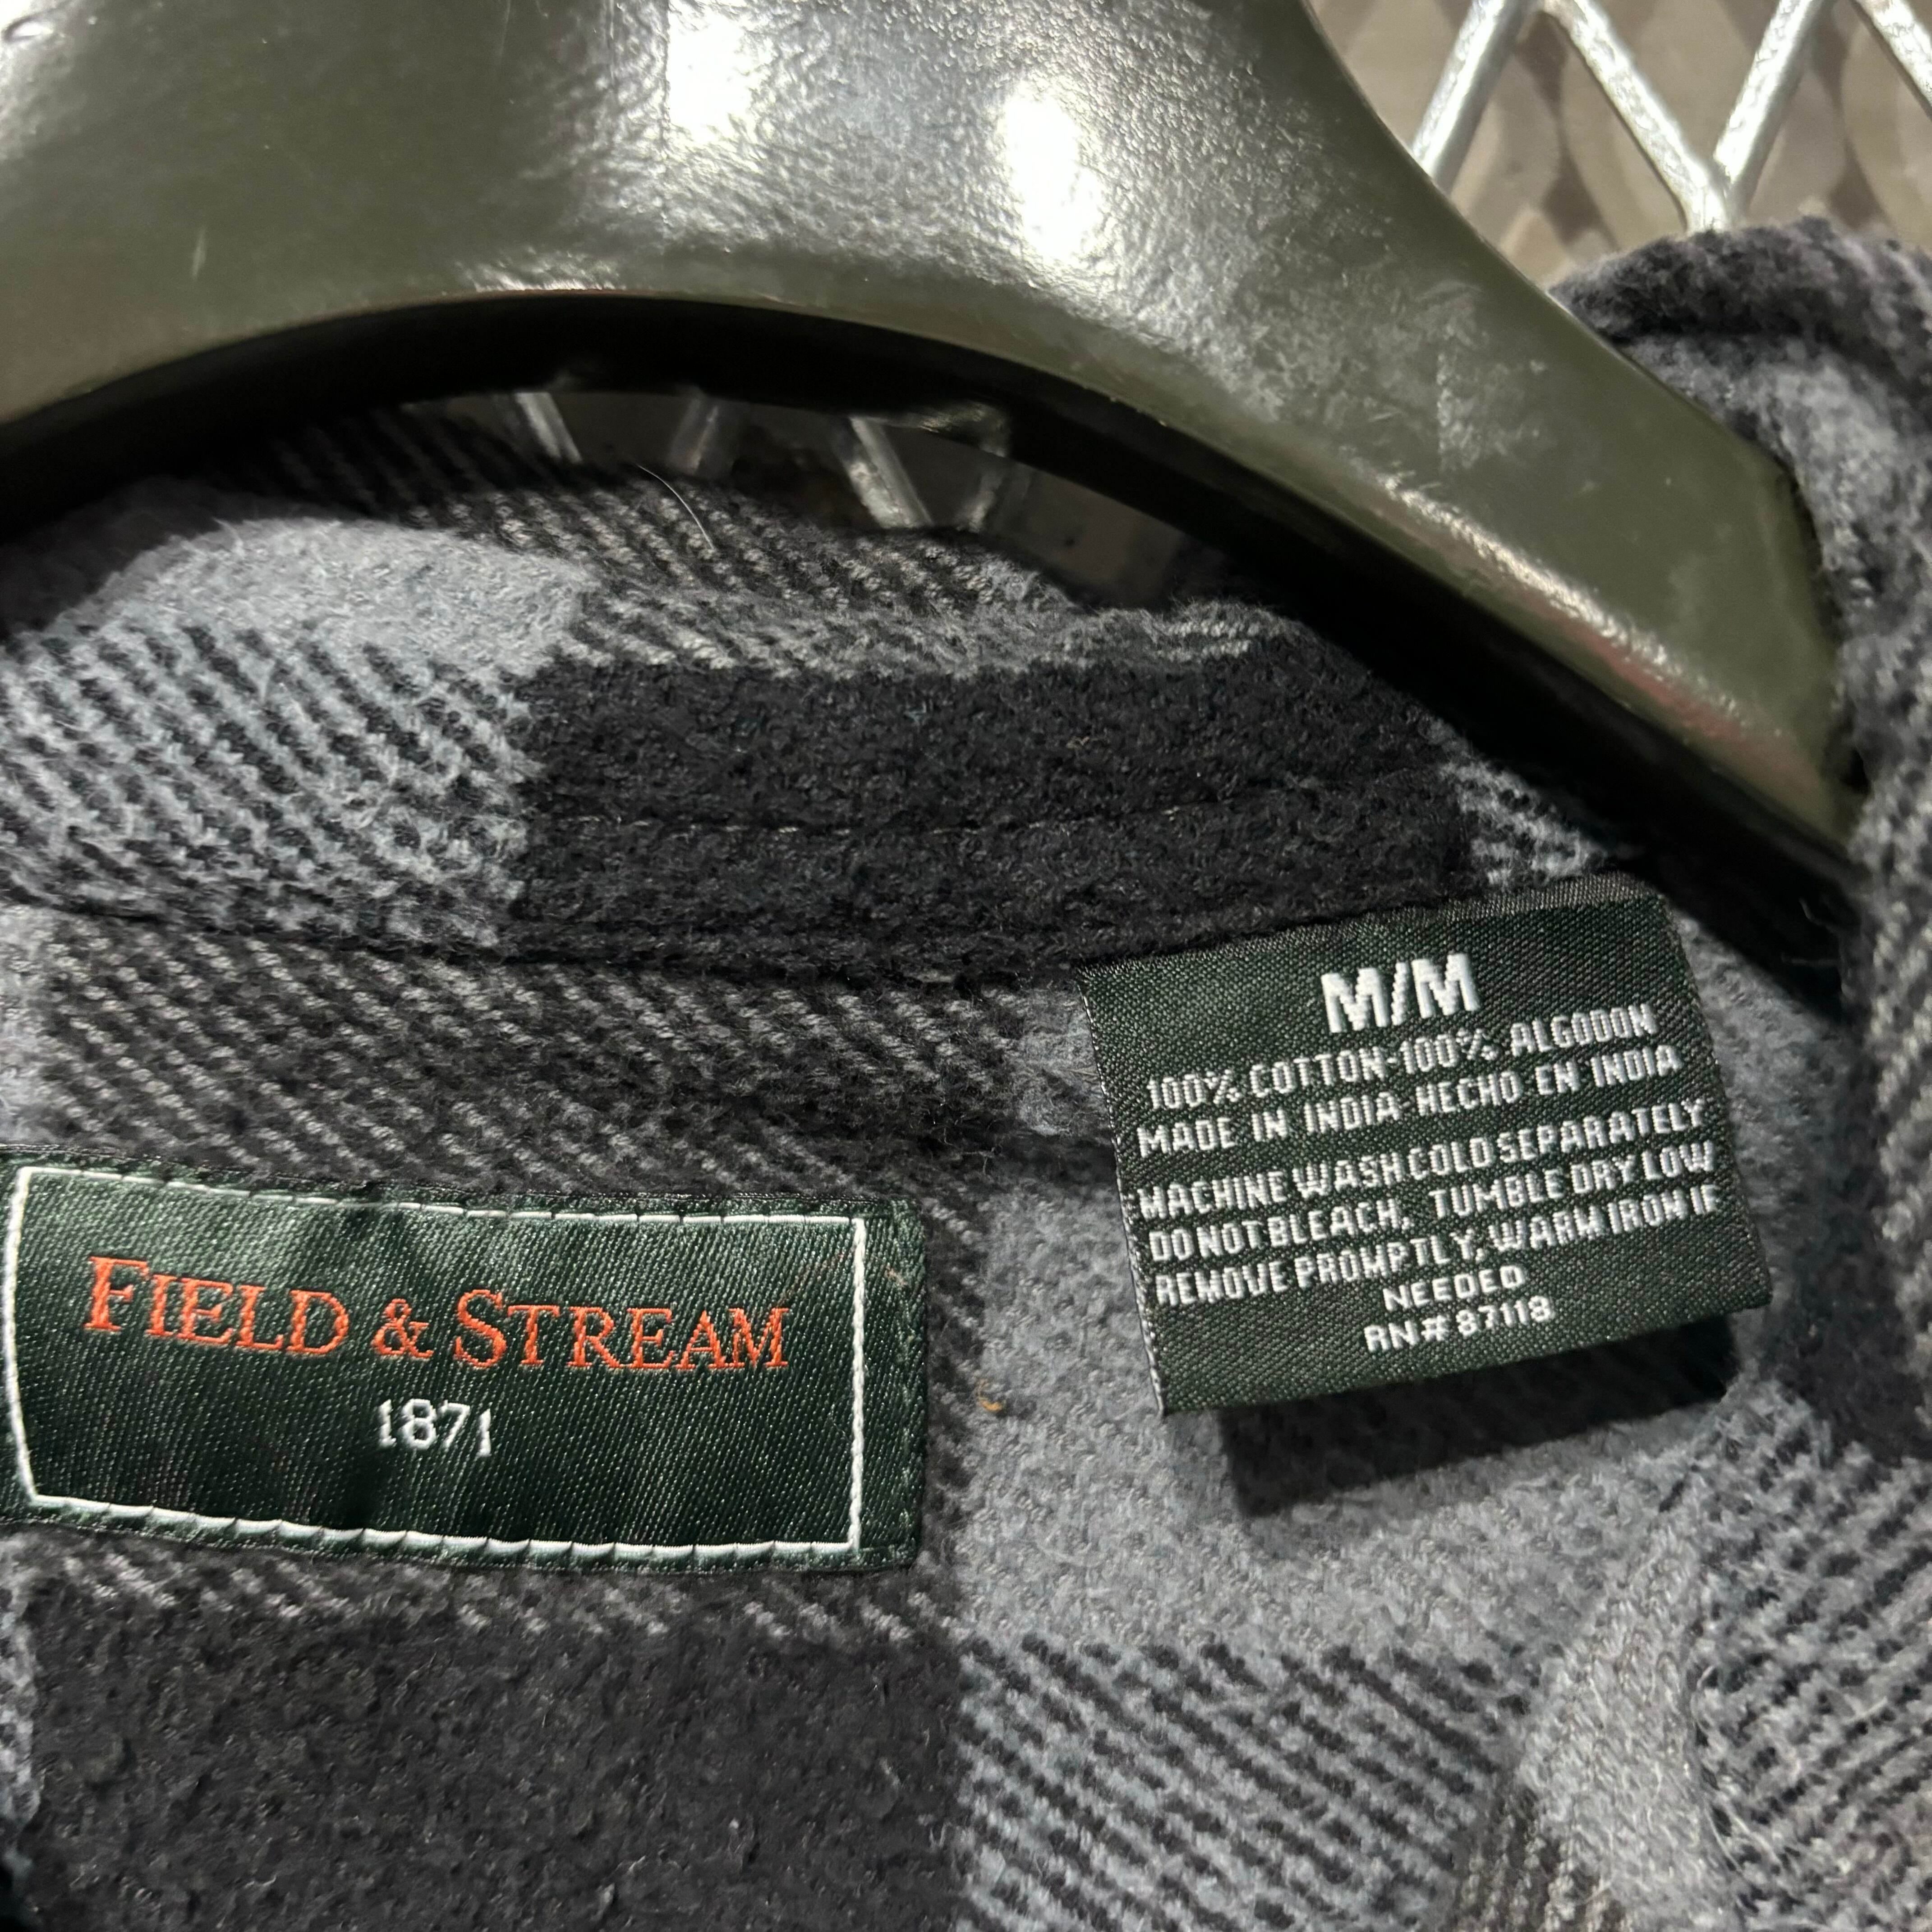 M/M
100% COTTON-100% ALGODON
MADE IN INDIA-HECHO EN INDIA
MACHINE WASH COLD SEPARATELY
DO NOT BLEACH, TUMBLE DRY LOW
REMOVE PROMPTLY, WARM IRON IF
NEEDED
RN# 87118
FIELD & STREAM
1871